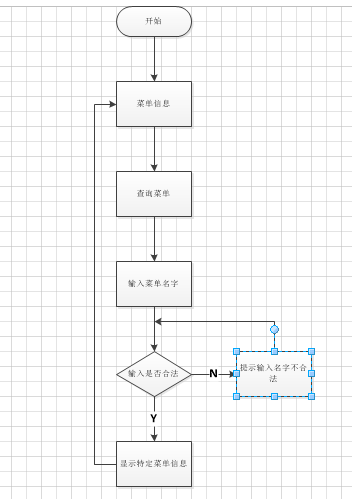 开始
菜单信息
查询菜单
输入菜单名字
输入是否合法
N
提示输入名字不合
法
Y
显示特定菜单信息